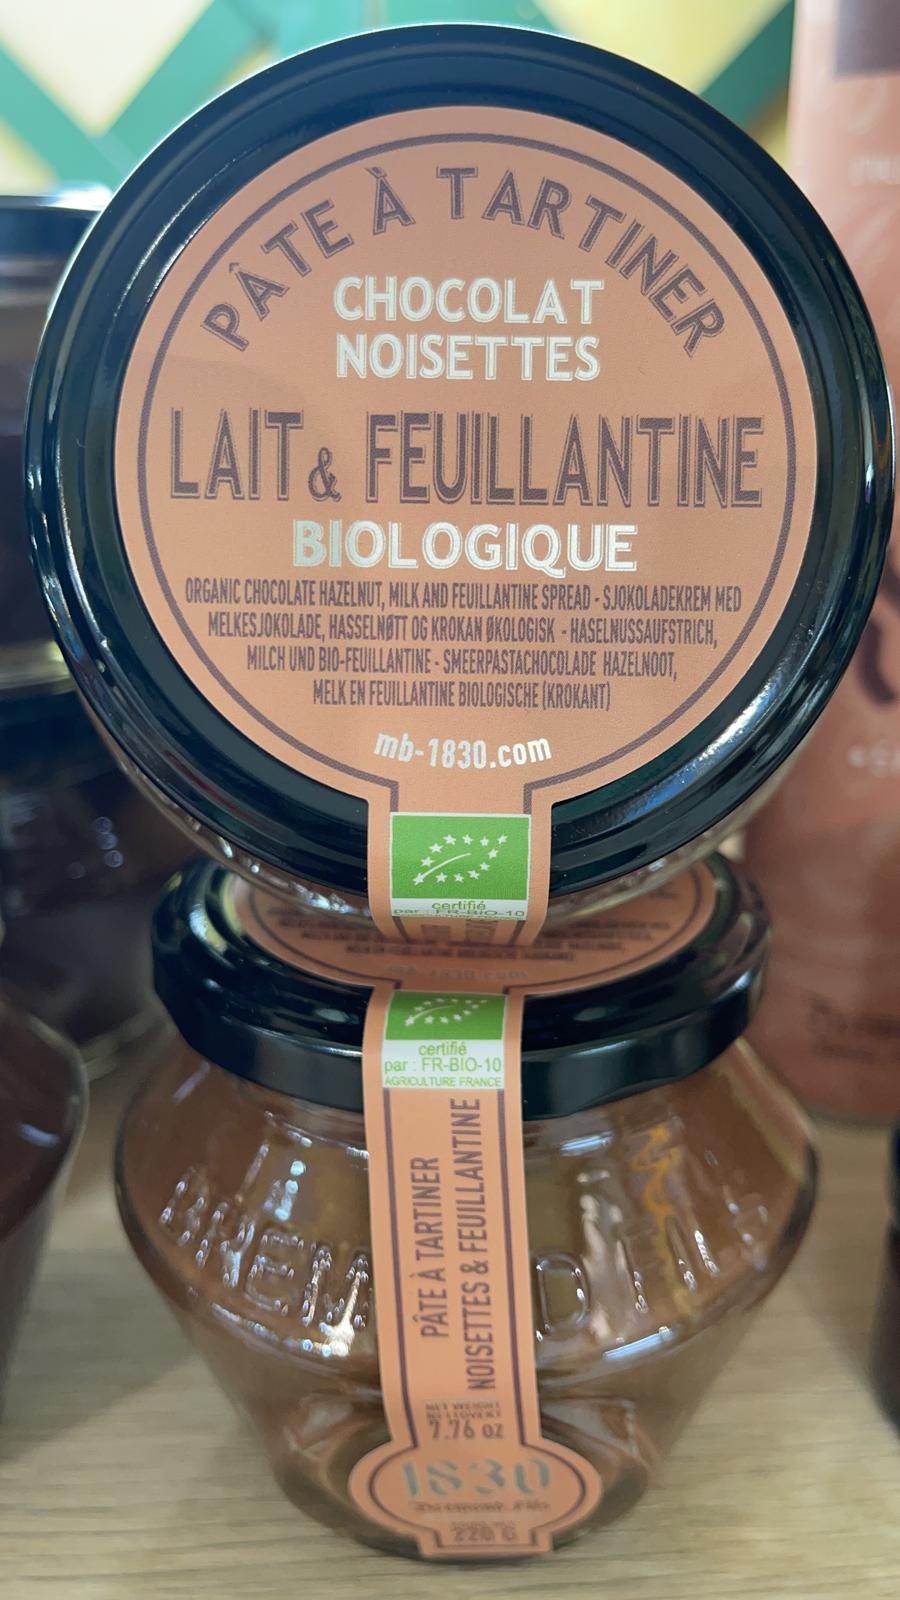 PÂTE À TARTINER
CHOCOLAT
NOISETTES
LAIT & FEUILLANTINE
BIOLOGIQUE
ORGANIC CHOCOLATE HAZELNUT, MILK AND FEUILLANTINE SPREAD - SJOKOLADEKREM MED
MELKESJOKOLADE, HASSELNØTT OG KROKAN ØKOLOGISK - HASELNUSSAUFSTRICH,
MILCH UND BIO-FEUILLANTINE - SMEERPASTACHOCOLADE HAZELNOOT,
MELK EN FEUILLANTINE BIOLOGISCHE (KROKANT)
mb-1830.com
certifié
par : FR-BIO-10
certifié
par : FR-BIO-10
AGRICULTURE FRANCE
PÂTE À TARTINER
NOISETTES & FEUILLANTINE
NET WEIGHT
7.76 oz
1830
220 G